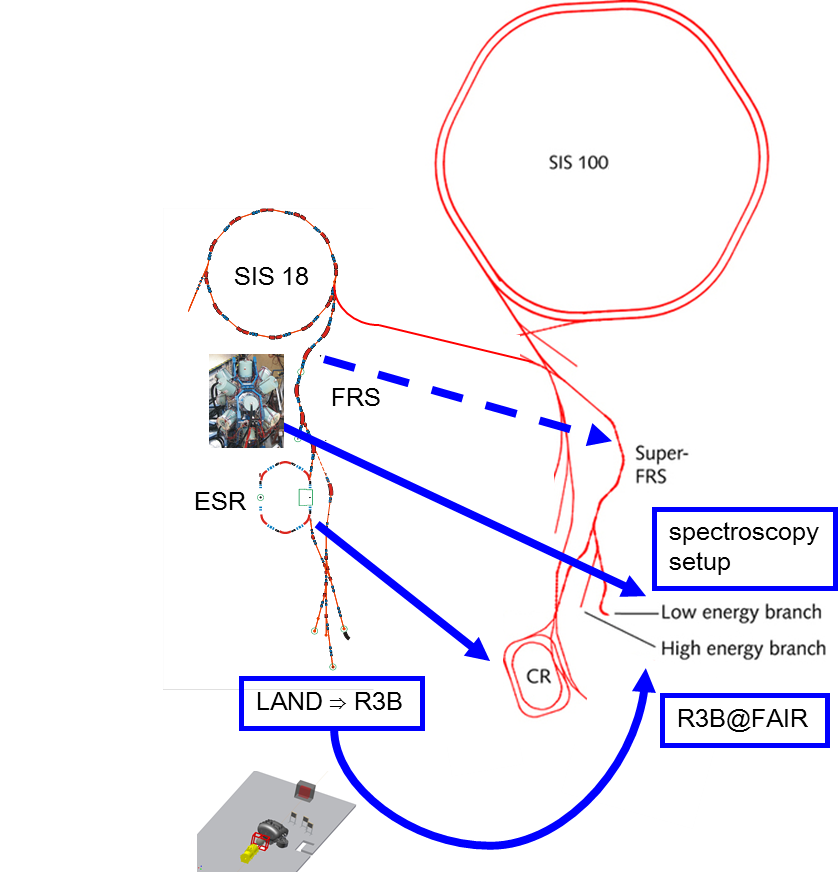 SIS 100
SIS 18
FRS
Super-
FRS
ESR
spectroscopy
setup
Low energy branch
High energy branch
CR
LAND ⇒ R3B
R3B@FAIR